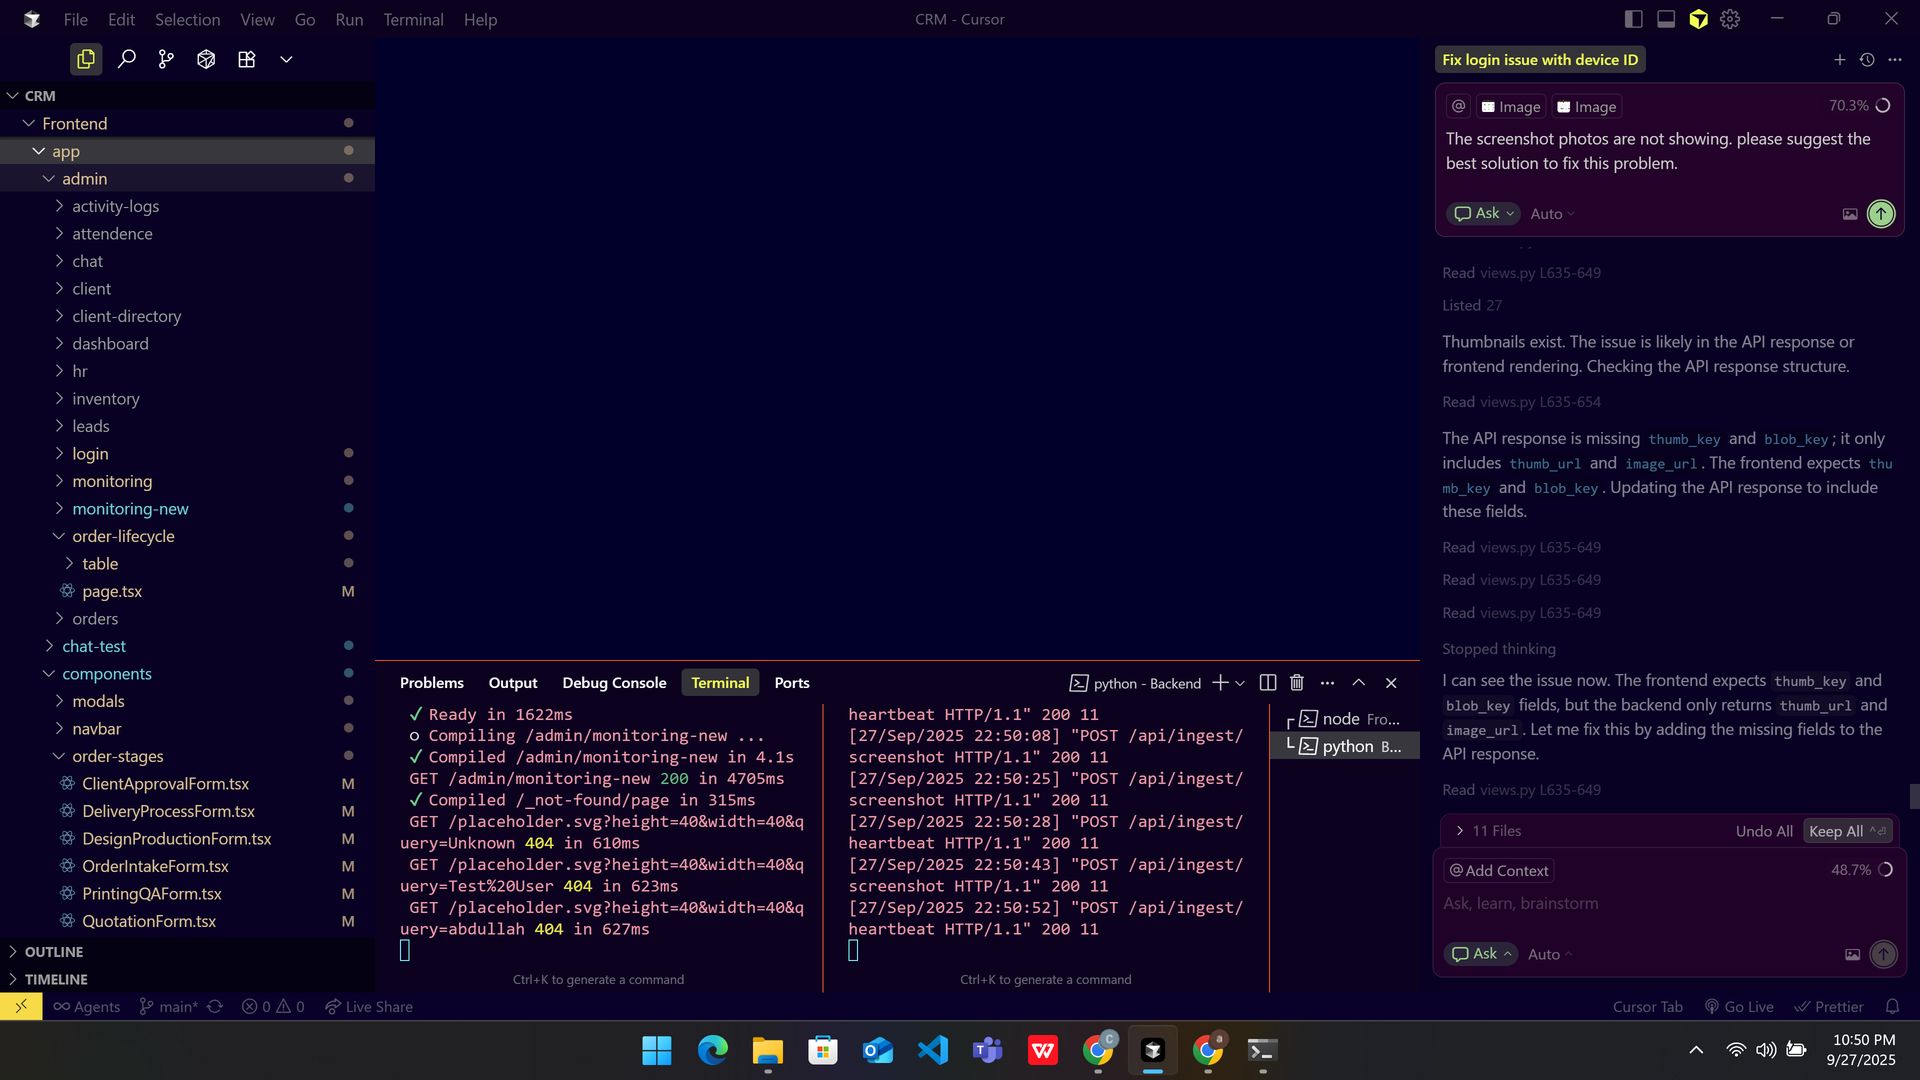 File Edit Selection View Go Run Terminal Help
CRM - Cursor
CRM
Frontend
app
admin
activity-logs
attendence
chat
client
client-directory
dashboard
hr
inventory
leads
login
monitoring
monitoring-new
order-lifecycle
table
page.tsx M
orders
chat-test
components
modals
navbar
order-stages
ClientApprovalForm.tsx M
DeliveryProcessForm.tsx M
DesignProductionForm.tsx M
OrderIntakeForm.tsx M
PrintingQAForm.tsx M
QuotationForm.tsx M
OUTLINE
TIMELINE
Problems Output Debug Console Terminal Ports
python - Backend
✓ Ready in 1622ms
○ Compiling /admin/monitoring-new ...
✓ Compiled /admin/monitoring-new in 4.1s
GET /admin/monitoring-new 200 in 4705ms
✓ Compiled /_not-found/page in 315ms
GET /placeholder.svg?height=40&width=40&q
uery=Unknown 404 in 610ms
GET /placeholder.svg?height=40&width=40&q
uery=Test%20User 404 in 623ms
GET /placeholder.svg?height=40&width=40&q
uery=abdullah 404 in 627ms
Ctrl+K to generate a command
heartbeat HTTP/1.1" 200 11
[27/Sep/2025 22:50:08] "POST /api/ingest/
screenshot HTTP/1.1" 200 11
[27/Sep/2025 22:50:25] "POST /api/ingest/
screenshot HTTP/1.1" 200 11
[27/Sep/2025 22:50:28] "POST /api/ingest/
heartbeat HTTP/1.1" 200 11
[27/Sep/2025 22:50:43] "POST /api/ingest/
screenshot HTTP/1.1" 200 11
[27/Sep/2025 22:50:52] "POST /api/ingest/
heartbeat HTTP/1.1" 200 11
Ctrl+K to generate a command
node Fro...
python B...
Fix login issue with device ID
@ Image Image 70.3%
The screenshot photos are not showing. please suggest the
best solution to fix this problem.
Ask Auto
Read views.py L635-649
Listed 27
Thumbnails exist. The issue is likely in the API response or
frontend rendering. Checking the API response structure.
Read views.py L635-654
The API response is missing thumb_key and blob_key; it only
includes thumb_url and image_url. The frontend expects thu
mb_key and blob_key. Updating the API response to include
these fields.
Read views.py L635-649
Read views.py L635-649
Read views.py L635-649
Stopped thinking
I can see the issue now. The frontend expects thumb_key and
blob_key fields, but the backend only returns thumb_url and
image_url. Let me fix this by adding the missing fields to the
API response.
Read views.py L635-649
11 Files Undo All Keep All ^⏎
@ Add Context 48.7%
Ask, learn, brainstorm
Ask Auto
Agents main* 0 0 Live Share
Cursor Tab Go Live Prettier
10:50 PM
9/27/2025